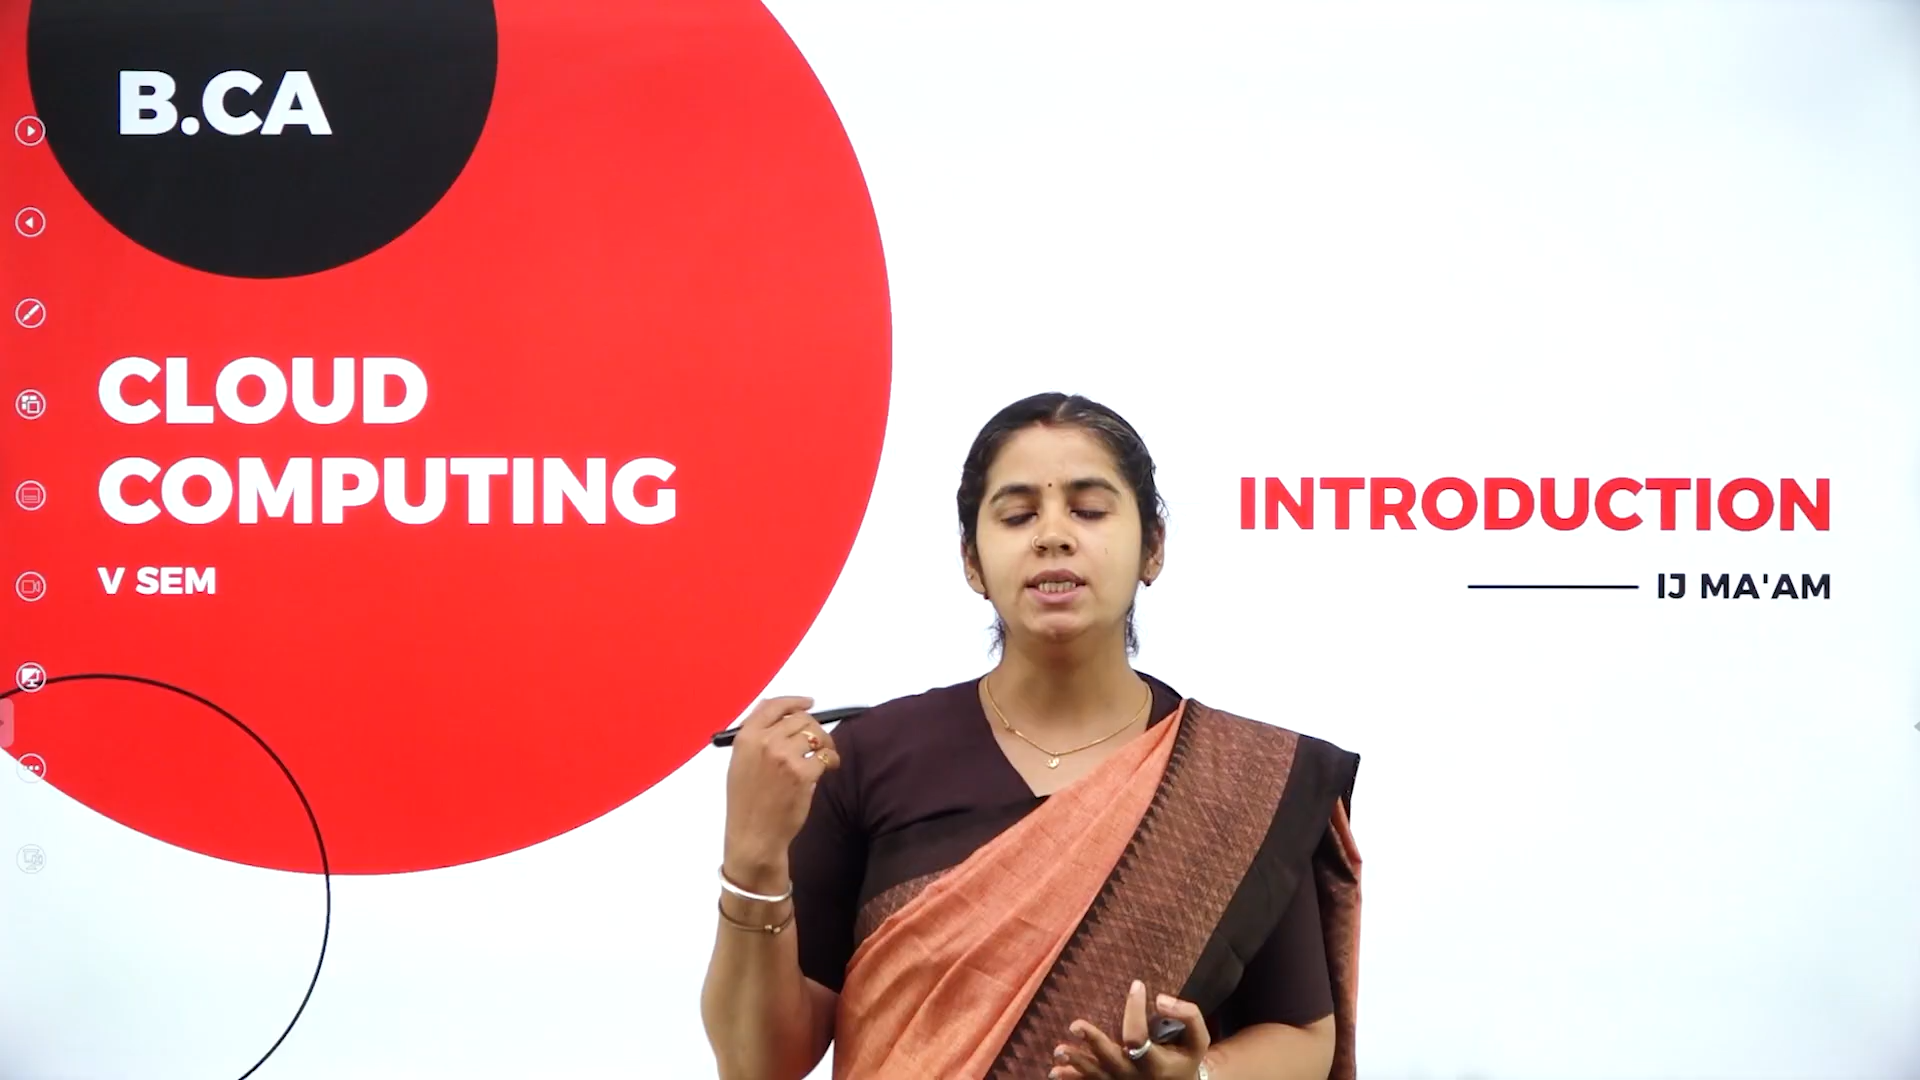 B.CA
CLOUD
COMPUTING
V SEM
INTRODUCTION
IJ MA'AM